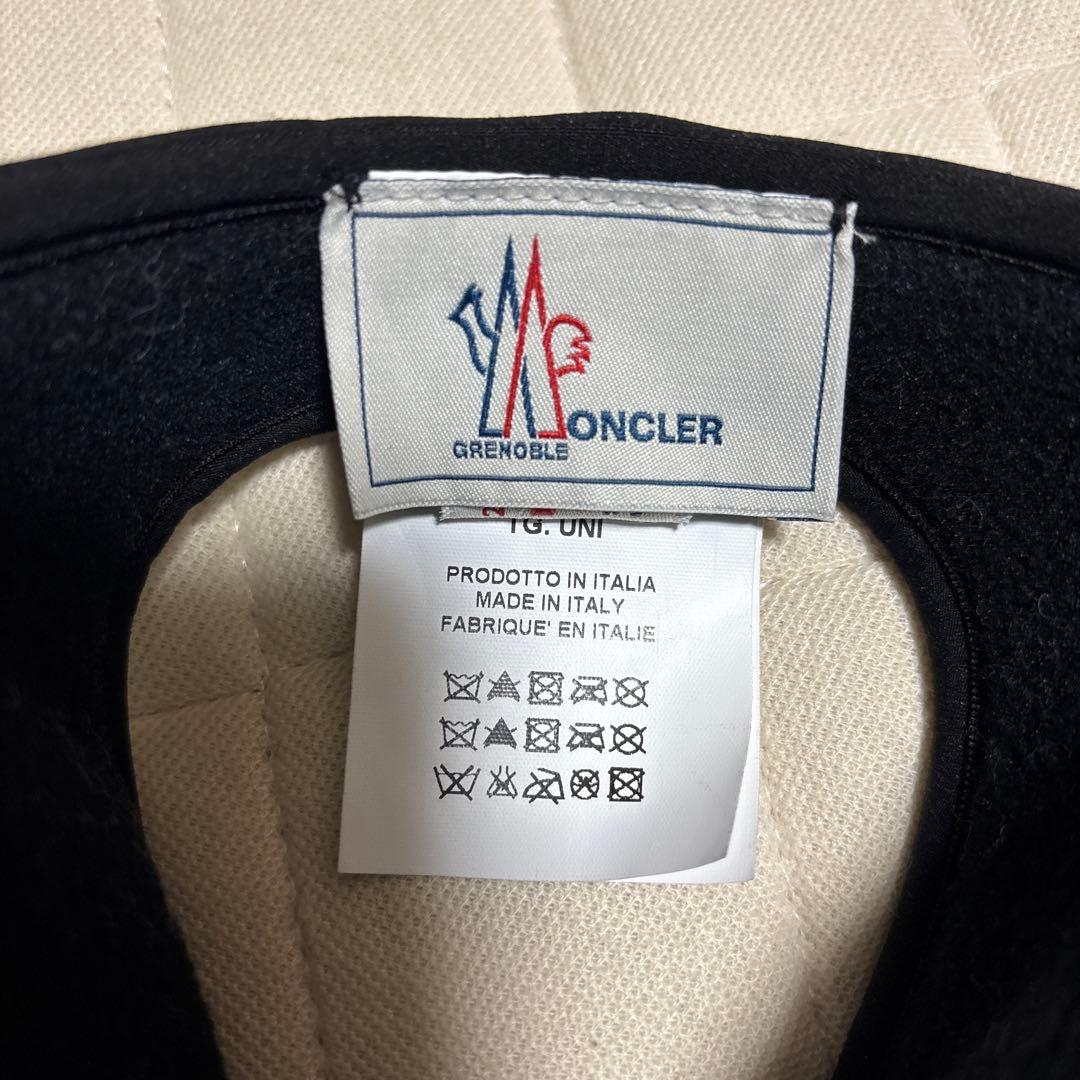 MONCLER
GRENOBLE
TG. UNI
PRODOTTO IN ITALIA
MADE IN ITALY
FABRIQUE' EN ITALIE